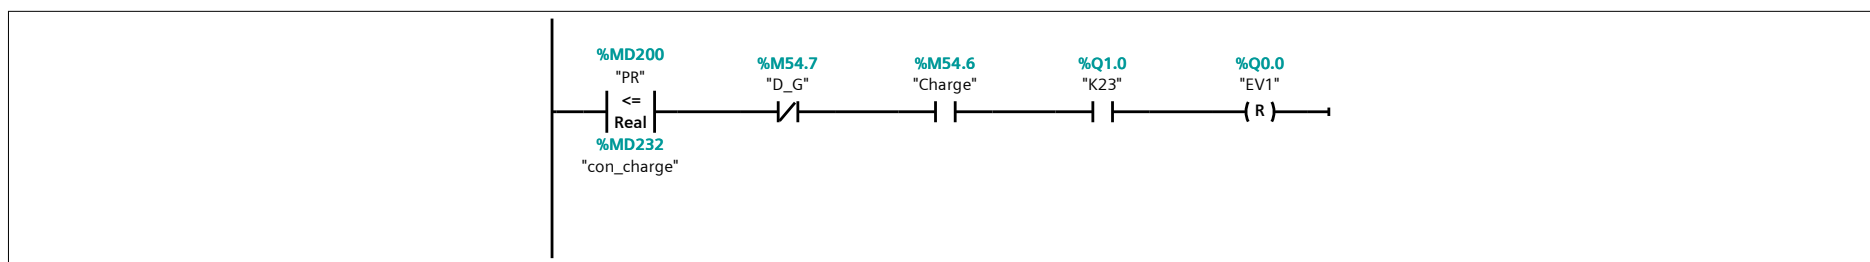 %MD200
"PR"
<=
Real
%MD232
"con_charge"
%M54.7
"D_G"
%M54.6
"Charge"
%Q1.0
"K23"
%Q0.0
"EV1"
R